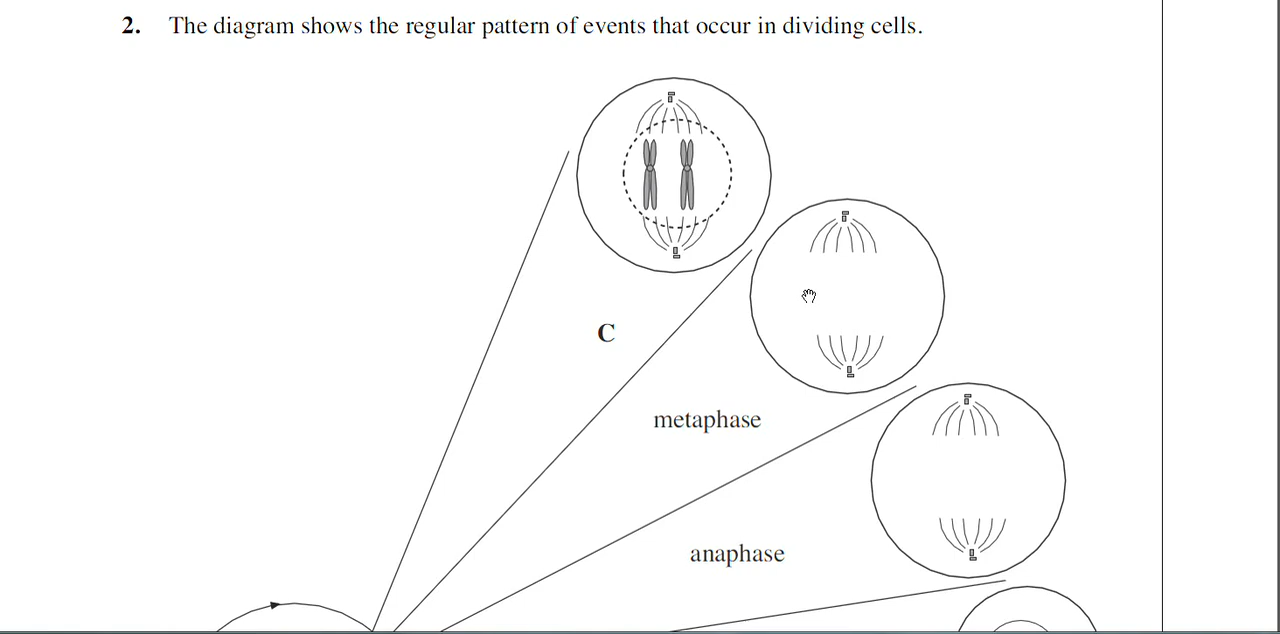 2. The diagram shows the regular pattern of events that occur in dividing cells.
C
metaphase
anaphase